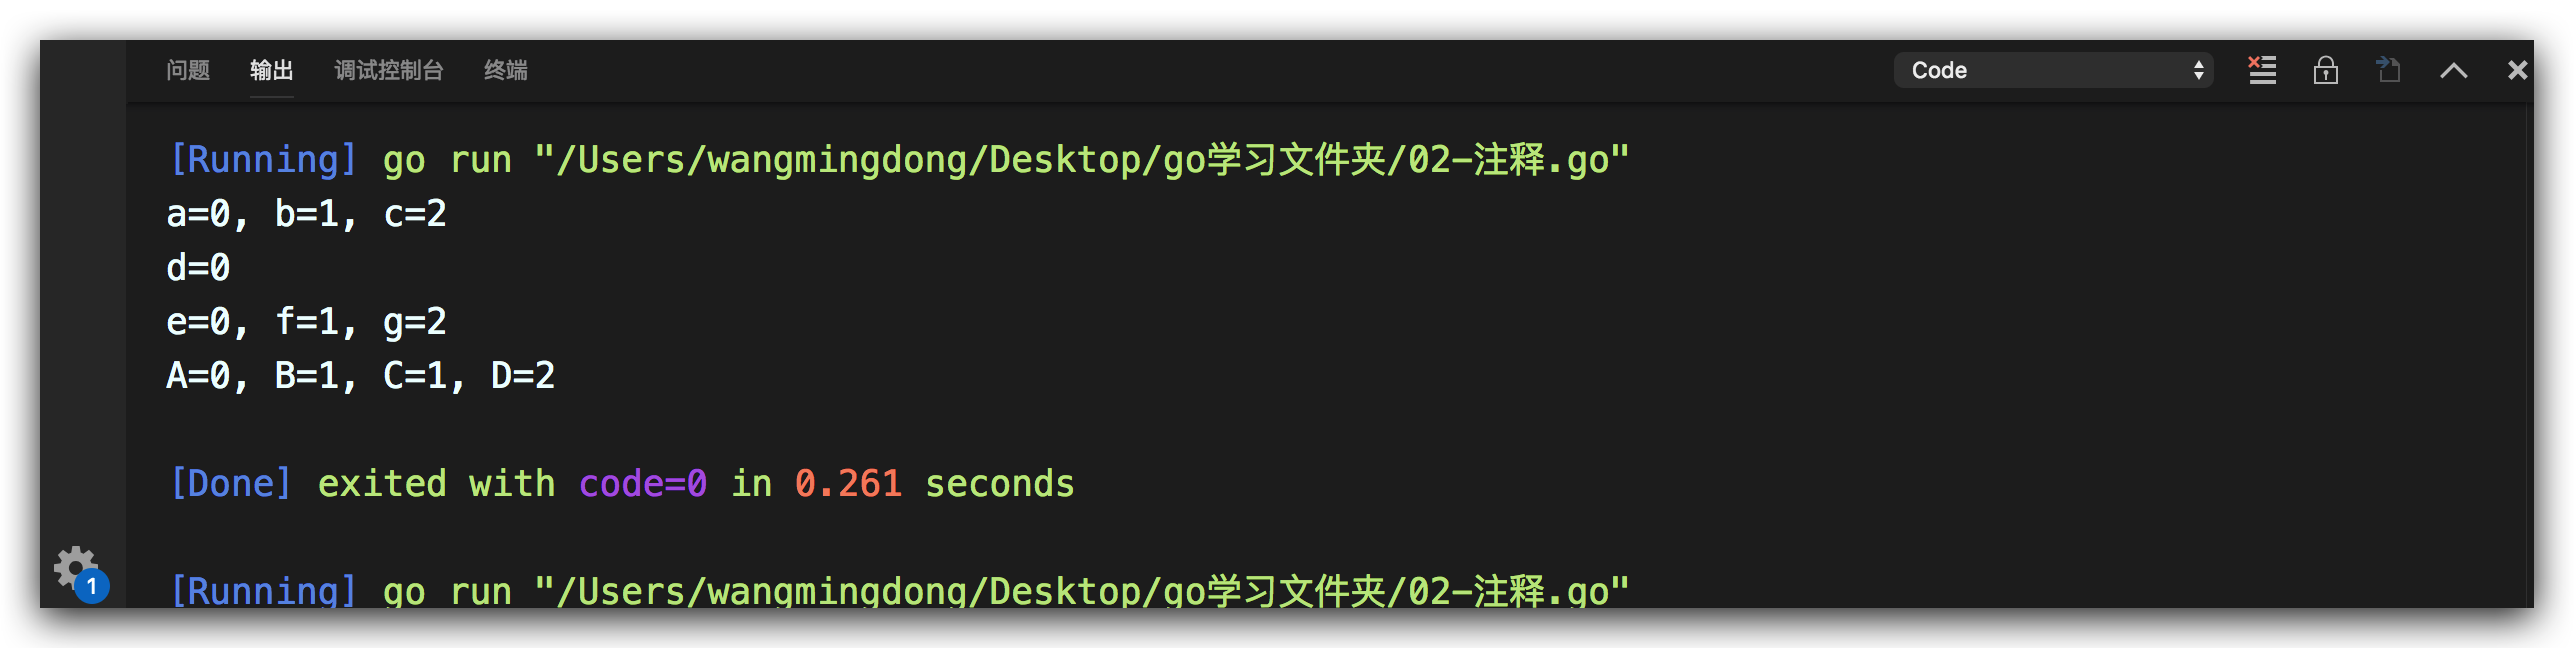 问题 输出 调试控制台 终端 Code
[Running] go run "/Users/wangmingdong/Desktop/go学习文件夹/02-注释.go"
a=0, b=1, c=2
d=0
e=0, f=1, g=2
A=0, B=1, C=1, D=2
[Done] exited with code=0 in 0.261 seconds
1
[Running] go run "/Users/wangmingdong/Desktop/go学习文件夹/02-注释.go"